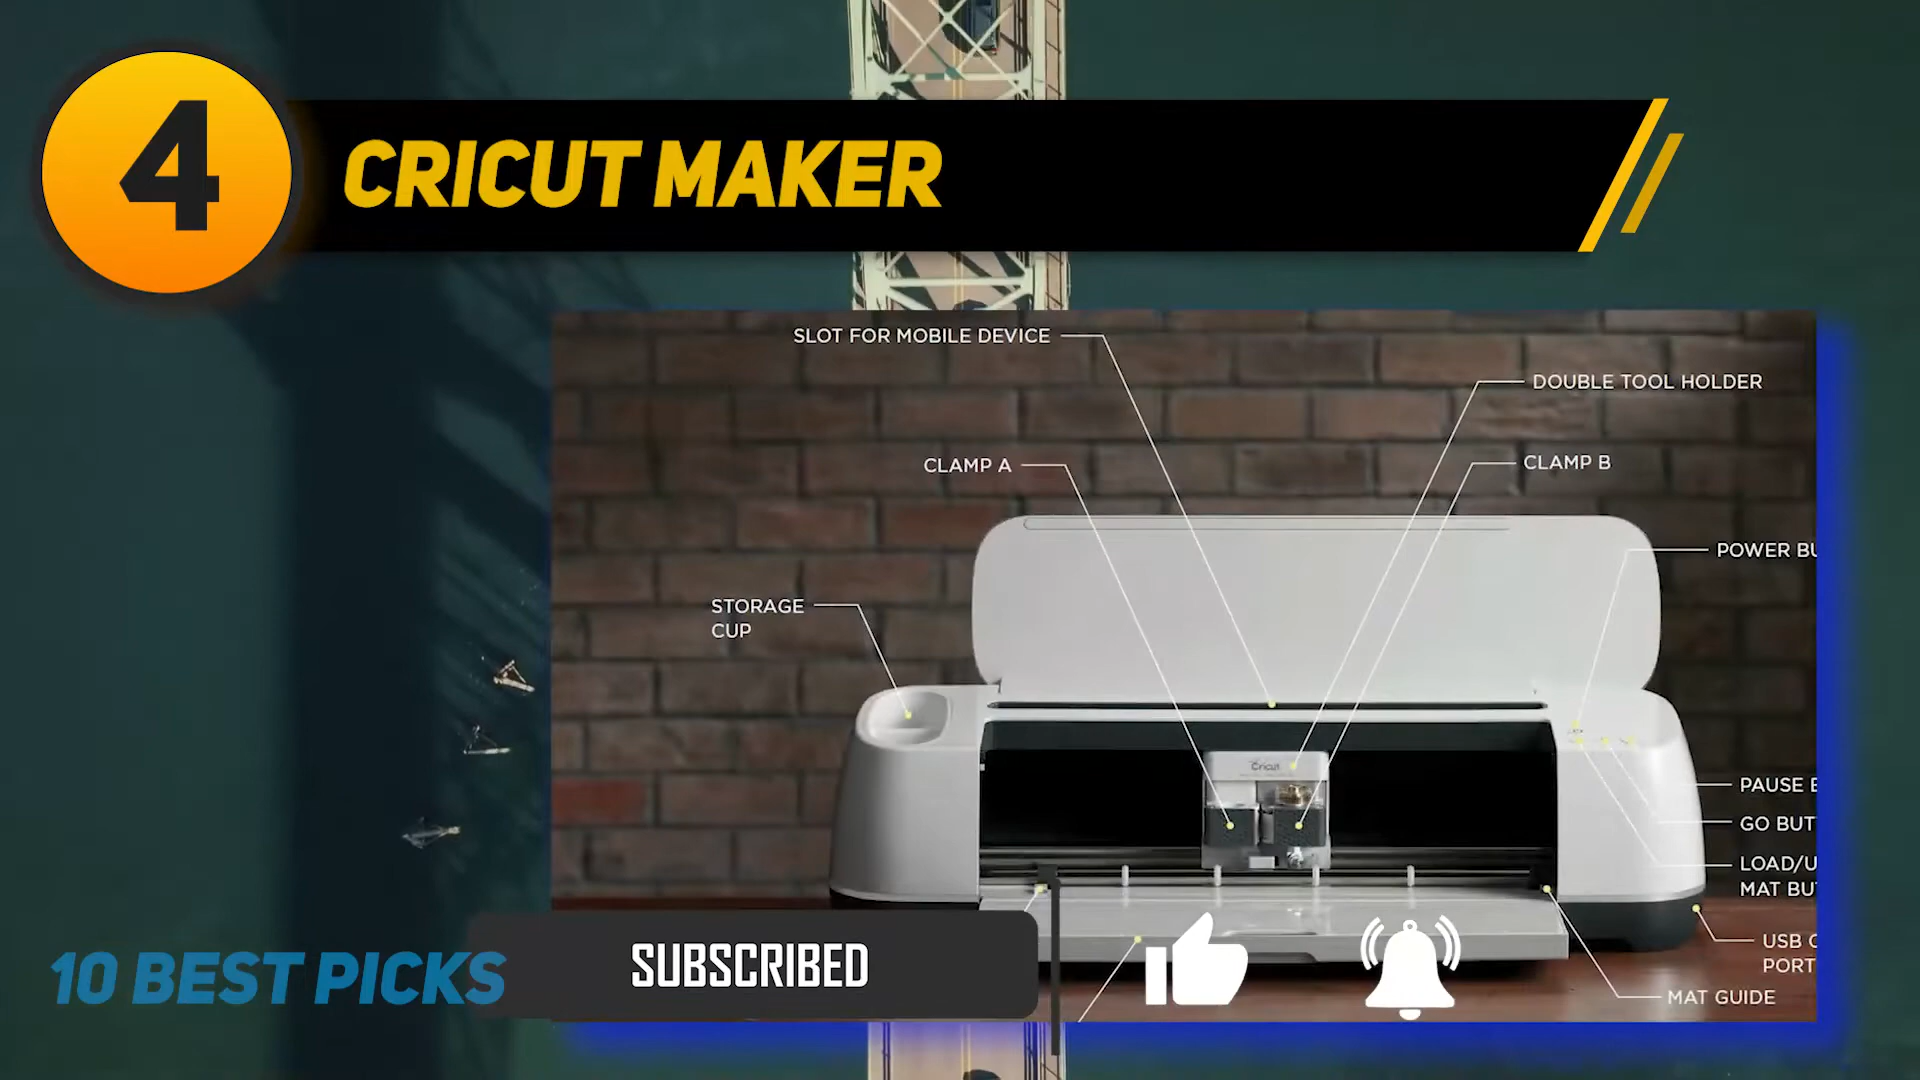 4
CRICUT MAKER
SLOT FOR MOBILE DEVICE
DOUBLE TOOL HOLDER
CLAMP A
CLAMP B
POWER BU
STORAGE
CUP
Cricut
PAUSE B
GO BUT
LOAD/U
MAT BU
USB C
PORT
MAT GUIDE
10 BEST PICKS
SUBSCRIBED